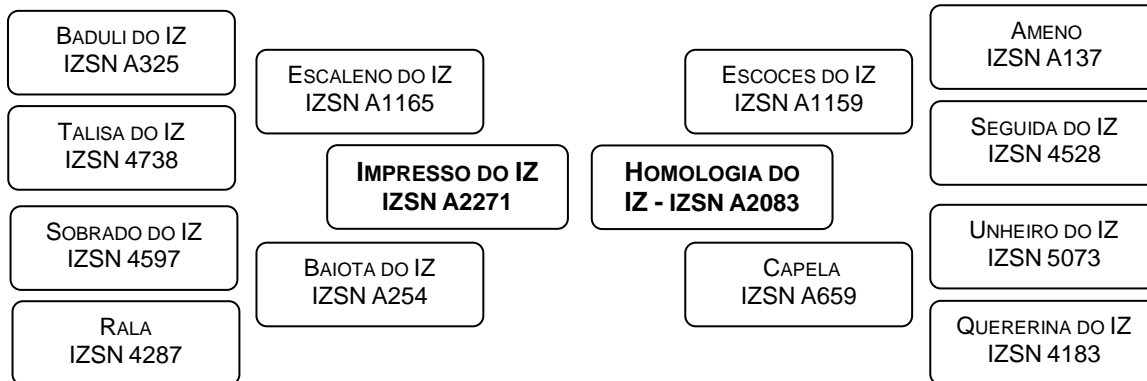 BADULI DO IZ
IZSN A325
TALISA DO IZ
IZSN 4738
SOBRADO DO IZ
IZSN 4597
RALA
IZSN 4287
ESCALENO DO IZ
IZSN A1165
BAIOTA DO IZ
IZSN A254
IMPRESSO DO IZ
IZSN A2271
HOMOLOGIA DO
IZ - IZSN A2083
ESCOCES DO IZ
IZSN A1159
CAPELA
IZSN A659
AMENO
IZSN A137
SEGUIDA DO IZ
IZSN 4528
UNHEIRO DO IZ
IZSN 5073
QUERERINA DO IZ
IZSN 4183